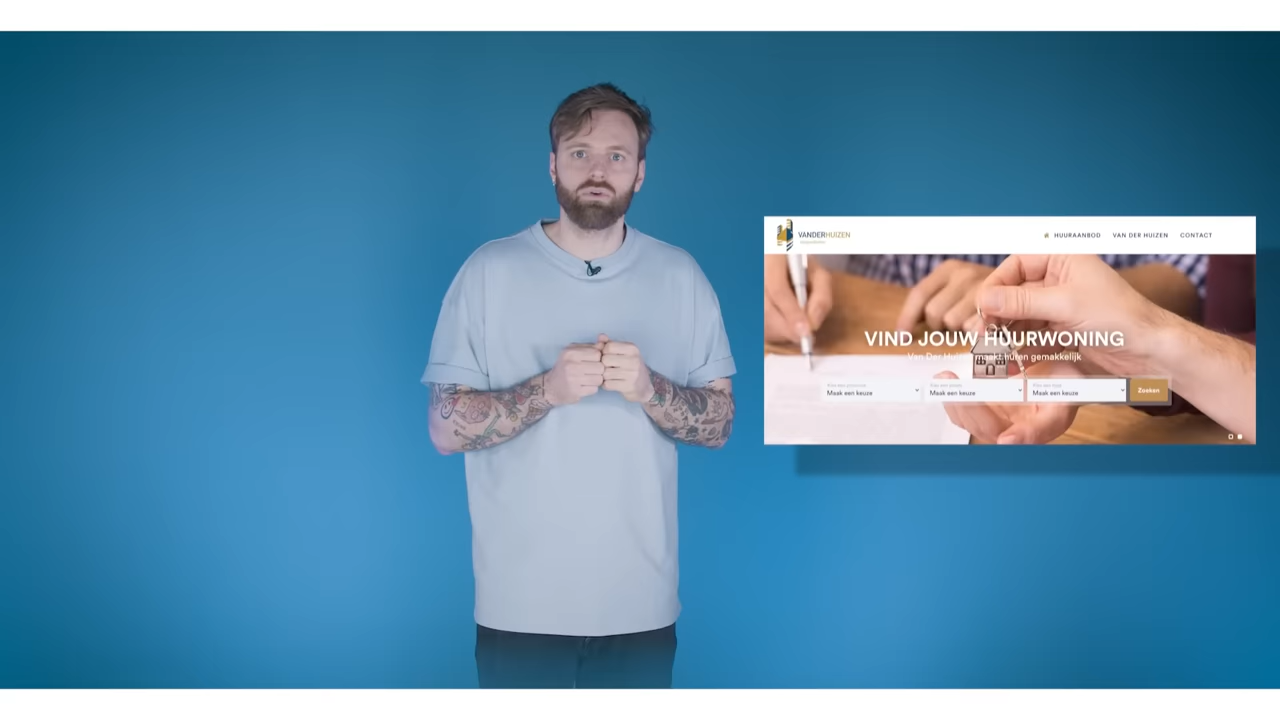 VANDERHUIZEN
HUURAANBOD VAN DER HUIZEN CONTACT
VIND JOUW HUURWONING
Van Der Huizen maakt huren gemakkelijk
Maak een keuze Maak een keuze Maak een keuze Zoeken